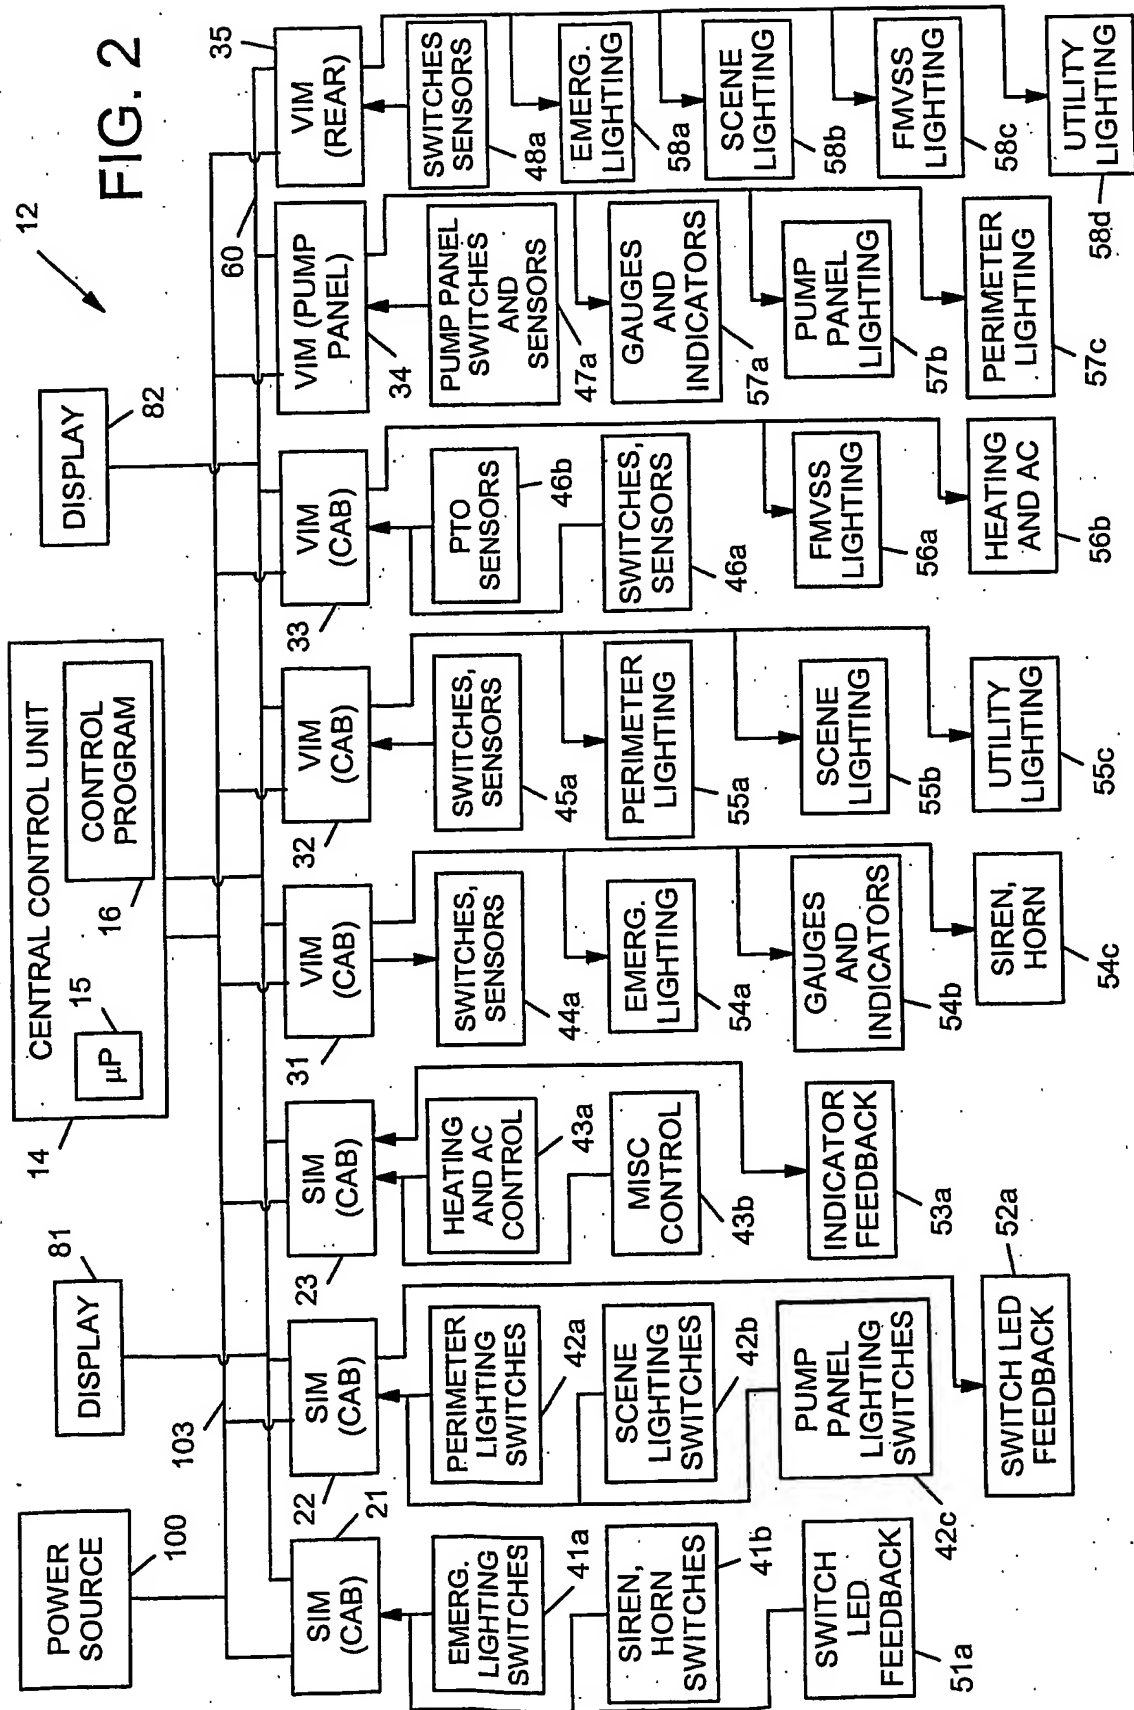 FIG. 2
12
POWER
SOURCE
100
DISPLAY
81
CENTRAL CONTROL UNIT
14
µP
15
CONTROL
PROGRAM
16
DISPLAY
82
103
60
SIM
(CAB)
21
EMERG.
LIGHTING
SWITCHES
41a
SIREN,
HORN
SWITCHES
41b
SWITCH
LED
FEEDBACK
51a
SIM
(CAB)
22
PERIMETER
LIGHTING
SWITCHES
42a
SCENE
LIGHTING
SWITCHES
42b
PUMP
PANEL
LIGHTING
SWITCHES
42c
SWITCH LED
FEEDBACK
52a
SIM
(CAB)
23
HEATING
AND AC
CONTROL
43a
MISC
CONTROL
43b
INDICATOR
FEEDBACK
53a
VIM
(CAB)
31
SWITCHES,
SENSORS
44a
EMERG.
LIGHTING
54a
GAUGES
AND
INDICATORS
54b
SIREN,
HORN
54c
VIM
(CAB)
32
SWITCHES,
SENSORS
45a
PERIMETER
LIGHTING
55a
SCENE
LIGHTING
55b
UTILITY
LIGHTING
55c
VIM
(CAB)
33
PTO
SENSORS
46b
SWITCHES,
SENSORS
46a
FMVSS
LIGHTING
56a
HEATING
AND AC
56b
VIM (PUMP
PANEL)
34
PUMP PANEL
SWITCHES
AND
SENSORS
47a
GAUGES
AND
INDICATORS
57a
PUMP
PANEL
LIGHTING
57b
PERIMETER
LIGHTING
57c
VIM
(REAR)
35
SWITCHES
SENSORS
48a
EMERG.
LIGHTING
58a
SCENE
LIGHTING
58b
FMVSS
LIGHTING
58c
UTILITY
LIGHTING
58d